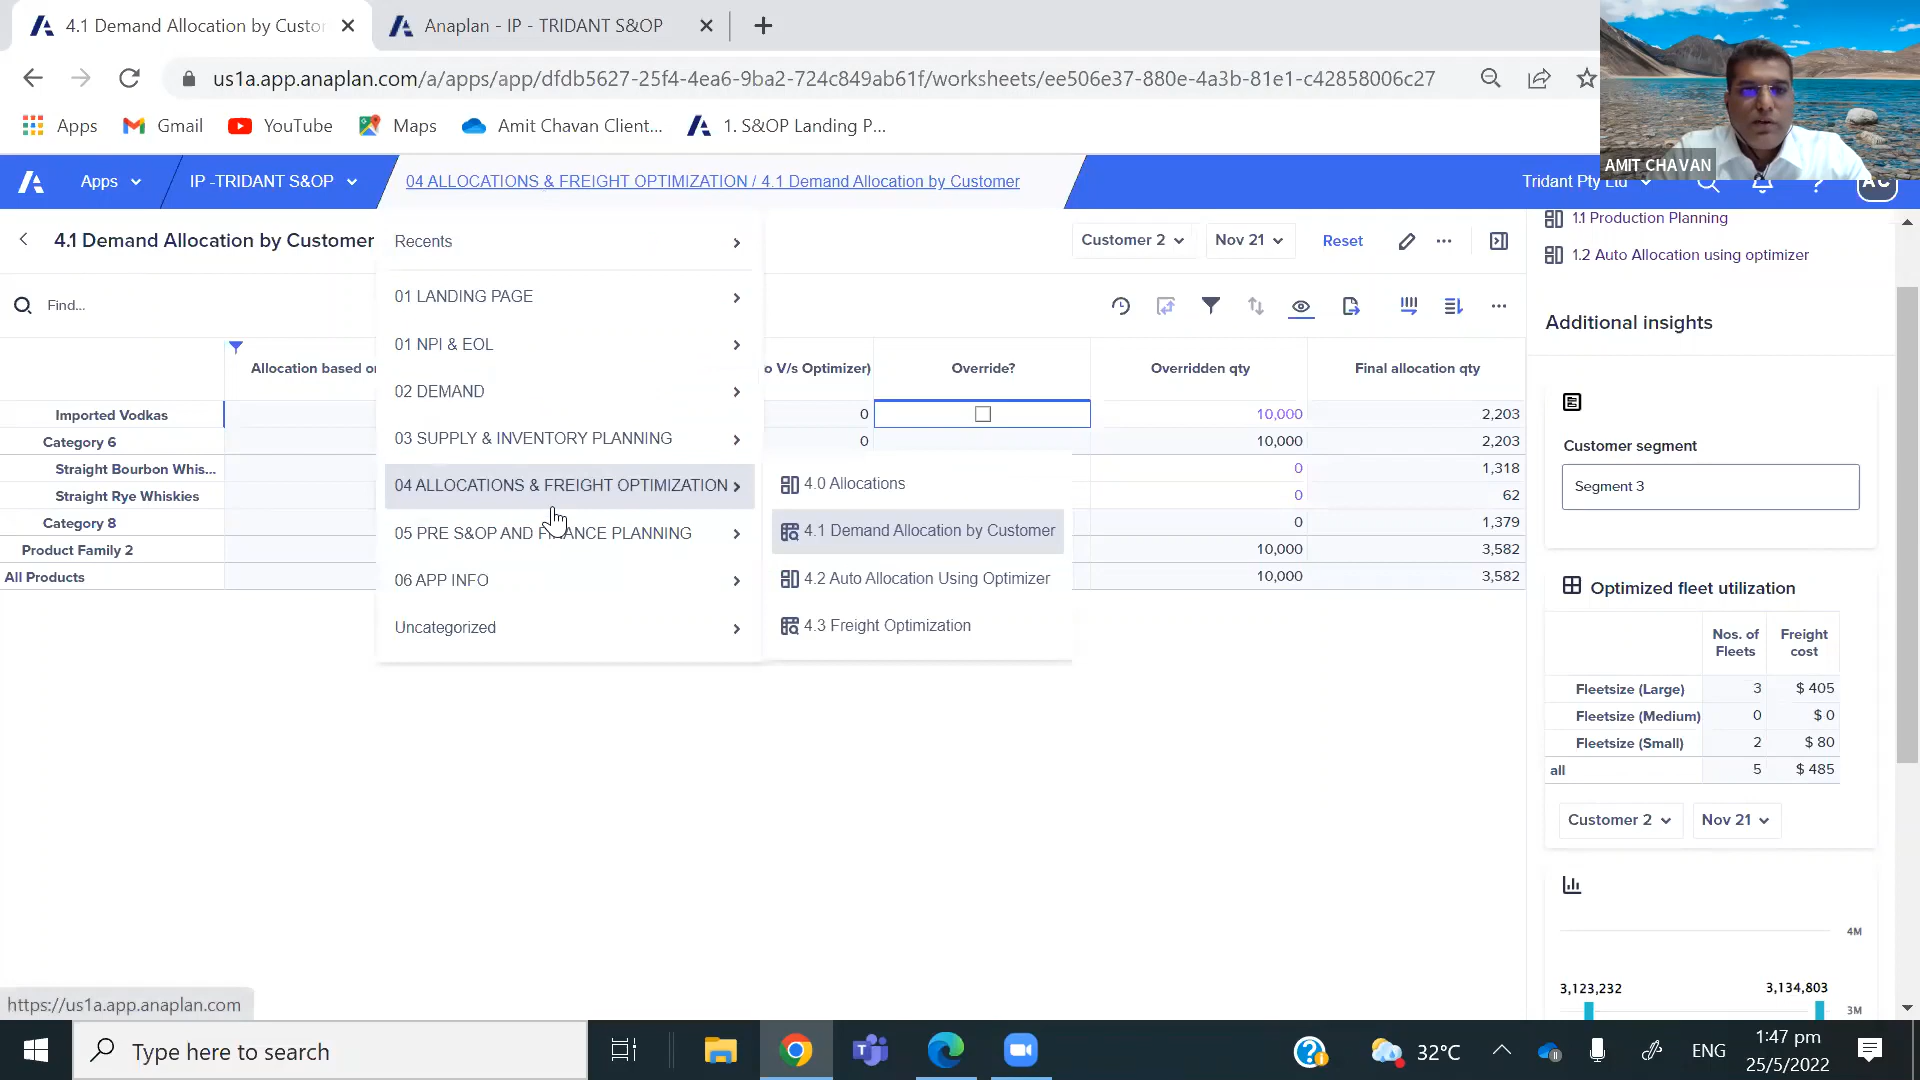 4.1 Demand Allocation by Custo
Anaplan - IP - TRIDANT S&OP
us1a.app.anaplan.com/a/apps/app/dfdb5627-25f4-4ea6-9ba2-724c849ab61f/worksheets/ee506e37-880e-4a3b-81e1-c42858006c27
Apps
Gmail
YouTube
Maps
Amit Chavan Client...
1. S&OP Landing P...
AMIT CHAVAN
Apps
IP -TRIDANT S&OP
04 ALLOCATIONS & FREIGHT OPTIMIZATION / 4.1 Demand Allocation by Customer
Tridant Pty Ltd
AC
4.1 Demand Allocation by Customer
Customer 2
Nov 21
Reset
Find...
Recents
01 LANDING PAGE
01 NPI & EOL
02 DEMAND
03 SUPPLY & INVENTORY PLANNING
04 ALLOCATIONS & FREIGHT OPTIMIZATION
05 PRE S&OP AND FINANCE PLANNING
06 APP INFO
Uncategorized
4.0 Allocations
4.1 Demand Allocation by Customer
4.2 Auto Allocation Using Optimizer
4.3 Freight Optimization
Allocation based o
o V/s Optimizer)
Override?
Overridden qty
Final allocation qty
Imported Vodkas 0 10,000 2,203
Category 6 0 10,000 2,203
Straight Bourbon Whis... 0 1,318
Straight Rye Whiskies 0 62
Category 8 0 1,379
Product Family 2 10,000 3,582
All Products 10,000 3,582
1.1 Production Planning
1.2 Auto Allocation using optimizer
Additional insights
Customer segment
Segment 3
Optimized fleet utilization
Nos. of Fleets
Freight cost
Fleetsize (Large) 3 $ 405
Fleetsize (Medium) 0 $ 0
Fleetsize (Small) 2 $ 80
all 5 $ 485
Customer 2
Nov 21
4M
3,123,232
3,134,803
3M
https://us1a.app.anaplan.com
Type here to search
32°C
ENG
1:47 pm
25/5/2022